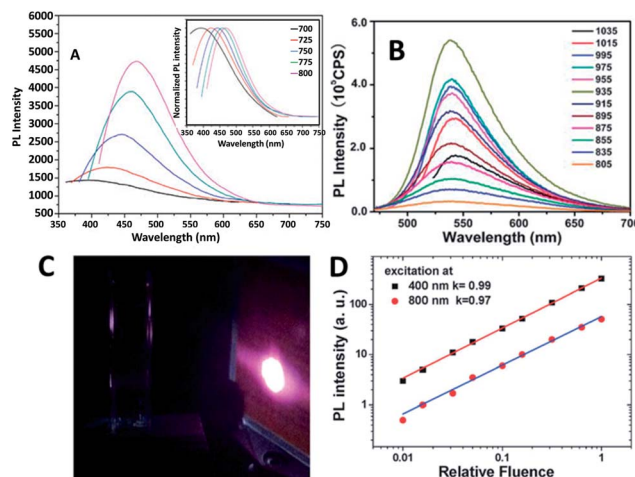 A
PL Intensity
6000
5500
5000
4500
4000
3500
3000
2500
2000
1500
1000
500
350 400 450 500 550 600 650 700 750
Wavelength (nm)
Normalized PL intensity
350 400 450 500 550 600 650 700 750
Wavelength(nm)
700
725
750
775
800
B
PL Intensity (10⁵CPS)
6.0
4.0
2.0
0.0
500 550 600 650 700
Wavelength (nm)
1035
1015
995
975
955
935
915
895
875
855
835
805
C
D
PL intensity (a. u.)
100
10
1
excitation at
400 nm k= 0.99
800 nm k=0.97
0.01 0.1 1
Relative Fluence